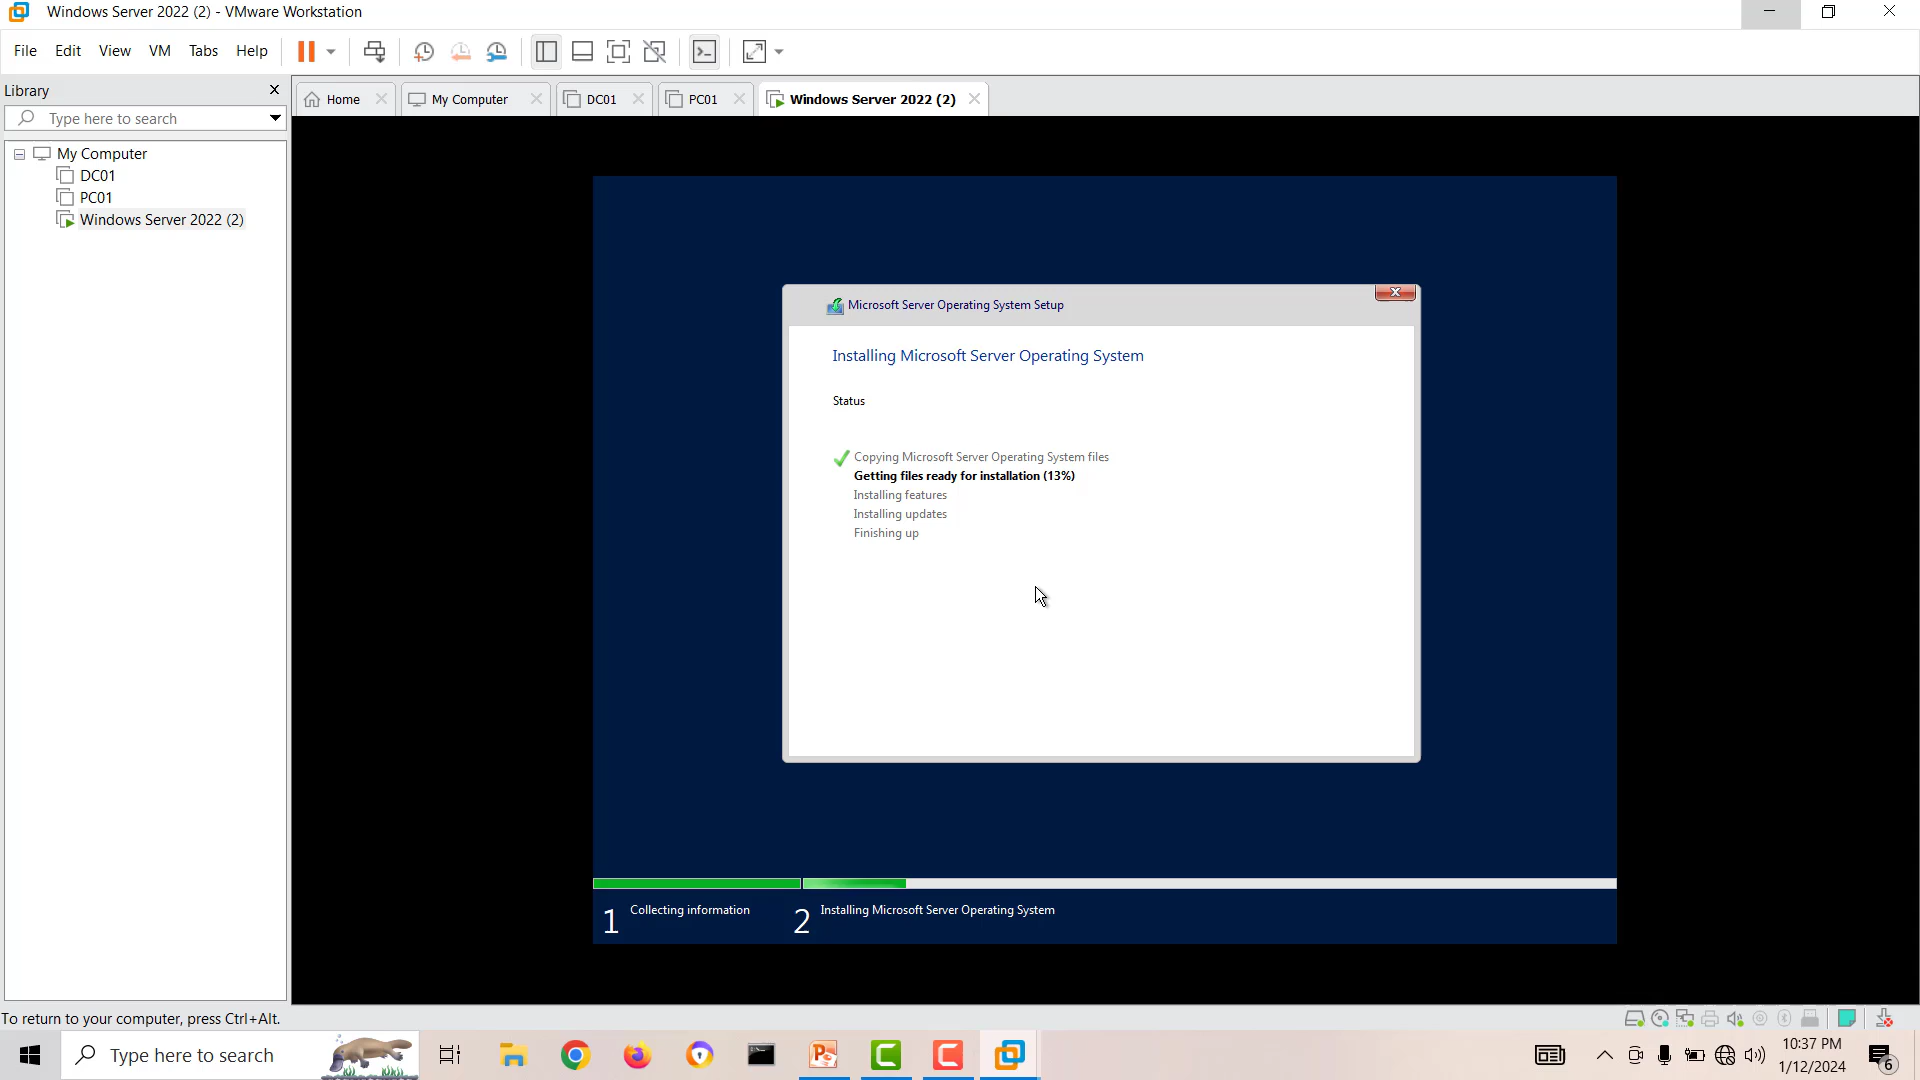 Windows Server 2022 (2) - VMware Workstation
File Edit View VM Tabs Help
Library
Type here to search
My Computer
DC01
PC01
Windows Server 2022 (2)
Home My Computer DC01 PC01 Windows Server 2022 (2)
Microsoft Server Operating System Setup
Installing Microsoft Server Operating System
Status
Copying Microsoft Server Operating System files
Getting files ready for installation (13%)
Installing features
Installing updates
Finishing up
1 Collecting information 2 Installing Microsoft Server Operating System
To return to your computer, press Ctrl+Alt.
Type here to search
10:37 PM
1/12/2024
6